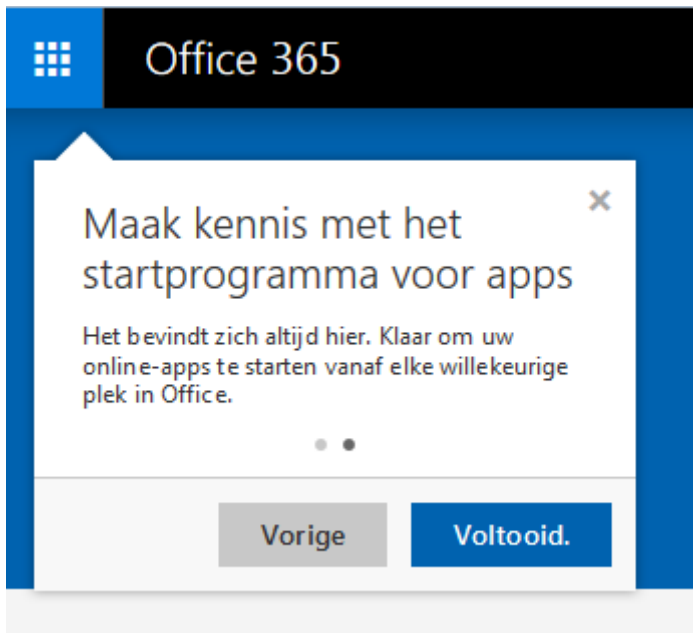 Office 365
Maak kennis met het
startprogramma voor apps
Het bevindt zich altijd hier. Klaar om uw
online-apps te starten vanaf elke willekeurige
plek in Office.
Vorige
Voltooid.